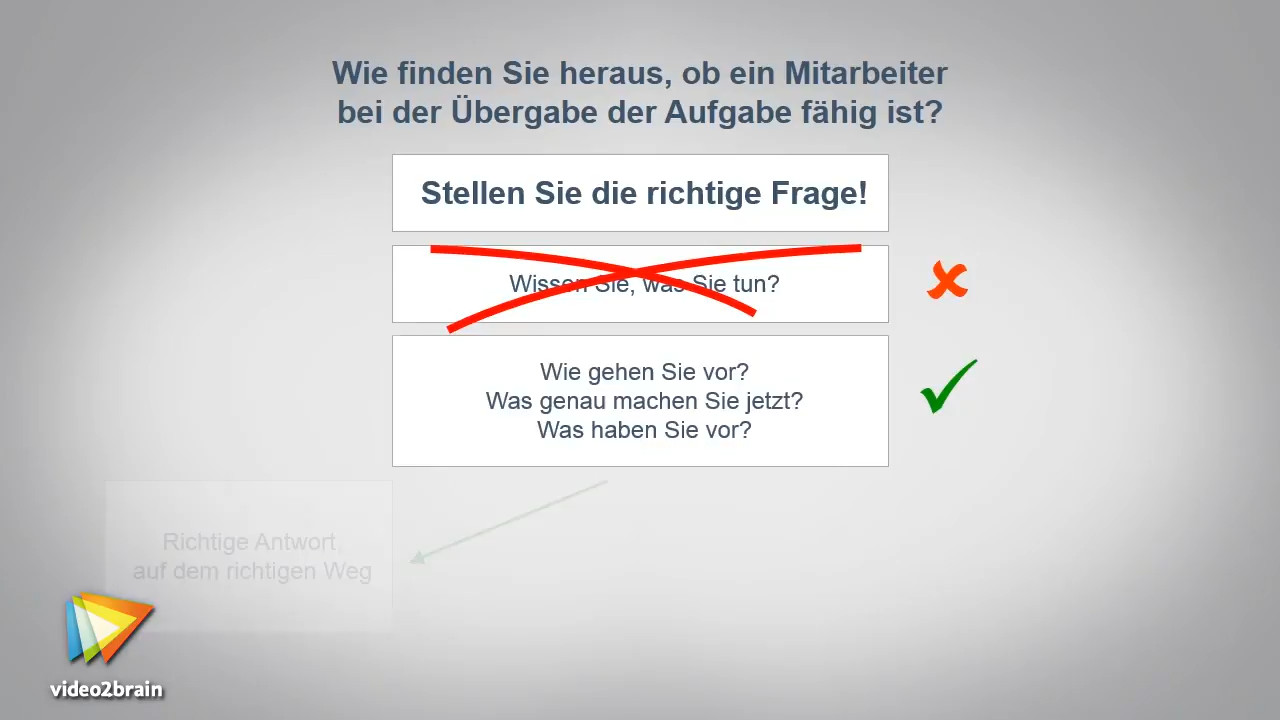 Wie finden Sie heraus, ob ein Mitarbeiter
bei der Übergabe der Aufgabe fähig ist?
Stellen Sie die richtige Frage!
Wissen Sie, was Sie tun?
Wie gehen Sie vor?
Was genau machen Sie jetzt?
Was haben Sie vor?
Richtige Antwort,
auf dem richtigen Weg
video2brain